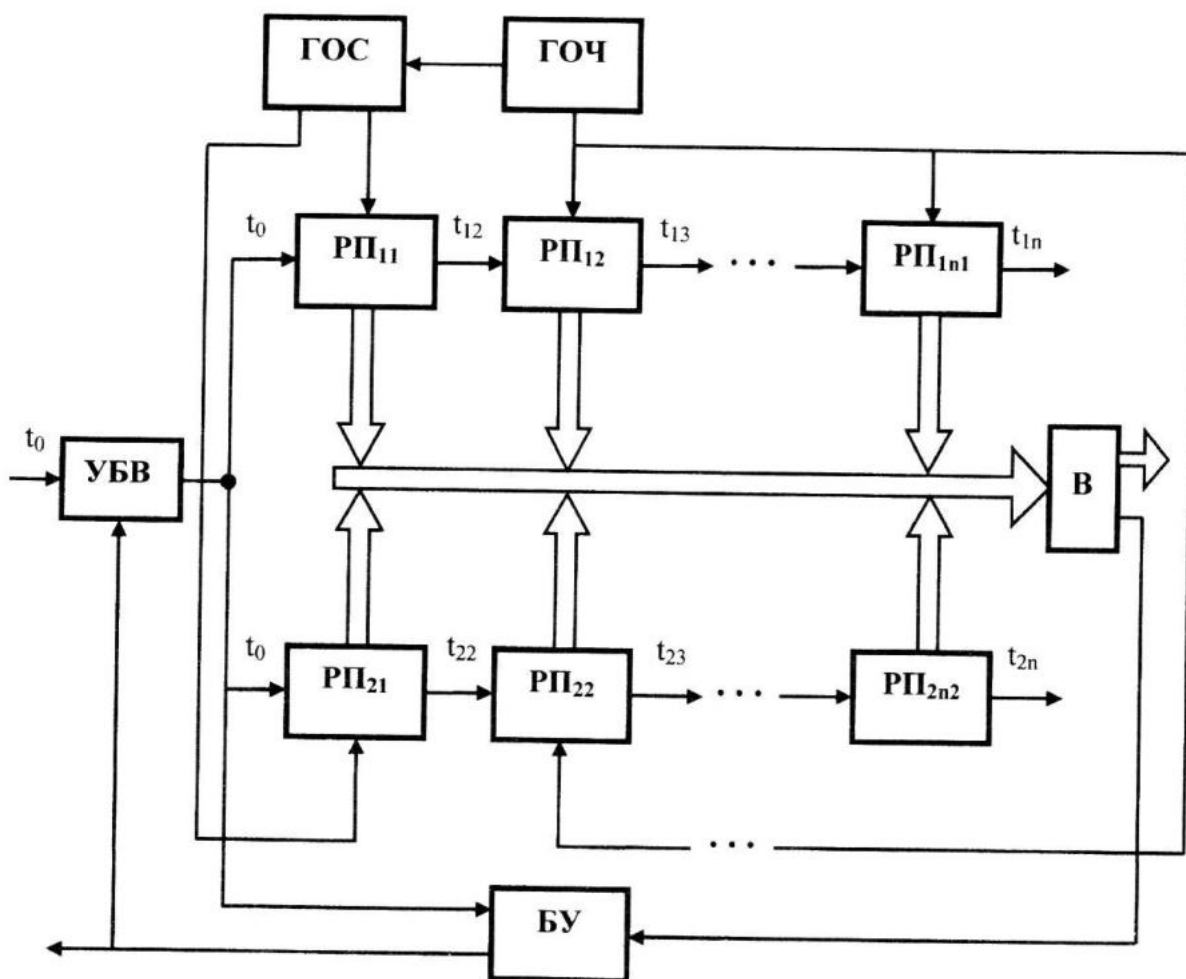 ГОС ГОЧ
t₀ РП₁₁ t₁₂ РП₁₂ t₁₃ ... РП₁ₙ₁ t₁ₙ
t₀ УБВ В
t₀ РП₂₁ t₂₂ РП₂₂ t₂₃ ... РП₂ₙ₂ t₂ₙ
...
БУ